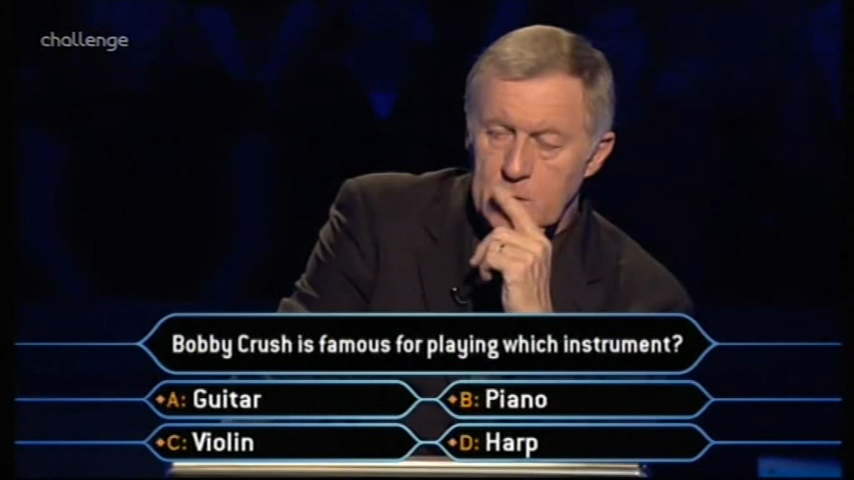 challenge
Bobby Crush is famous for playing which instrument?
A: Guitar
B: Piano
C: Violin
D: Harp